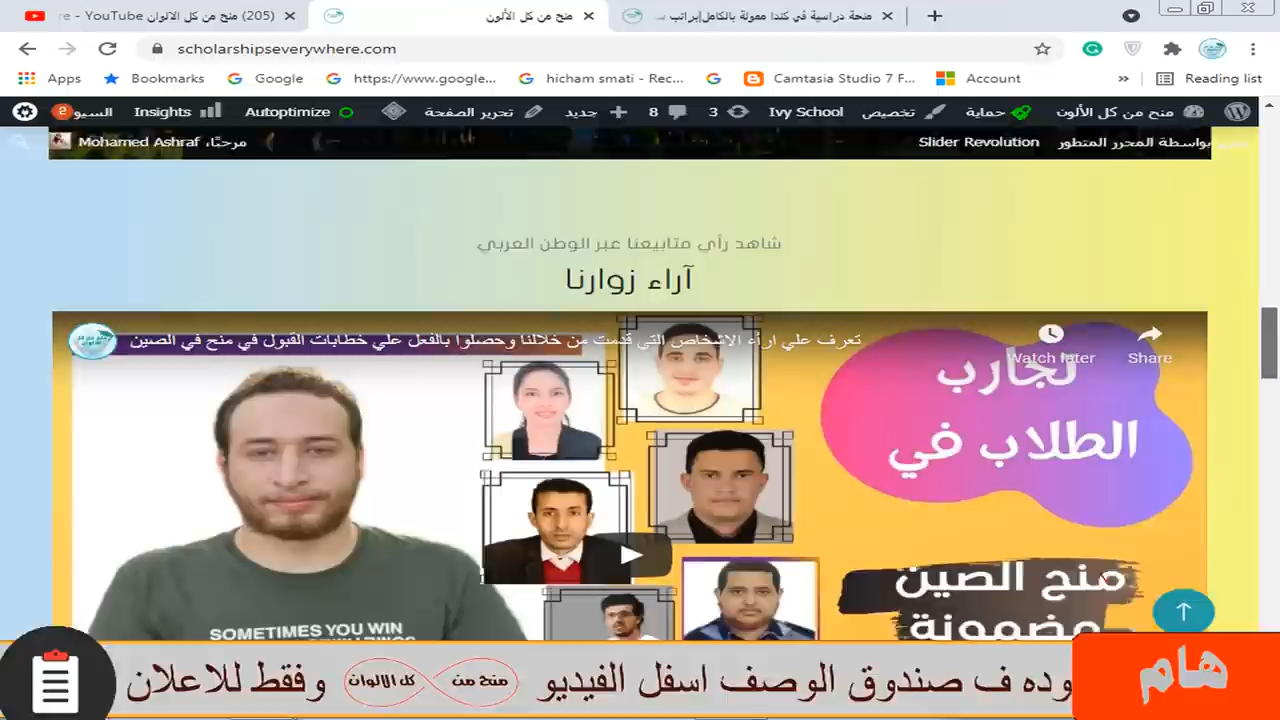 (205) منح من كل الالوان - YouTube
منح من كل الألون
منحة دراسية في كندا ممولة بالكامل|براتب
scholarshipseverywhere.com
Apps
Bookmarks
Google
https://www.google...
hicham smati - Rec...
Camtasia Studio 7 F...
Account
»
Reading list
منح من كل الألون
حماية
تخصيص
Ivy School
3
8
جديد
تحرير الصفحة
Autoptimize
Insights
السيو
2
بواسطة المحرر المتطور
Slider Revolution
مرحبًا، Mohamed Ashraf
شاهد رأي متابيعنا عبر الوطن العربي
آراء زوارنا
تعرف علي اراء الاشخاص التي قدمت من خلالنا وحصلوا بالفعل علي خطابات القبول في منح في الصين
Watch later
Share
تجارب
الطلاب في
منح الصين
مضمونة
SOMETIMES YOU WIN
هام
وده ف صندوق الوصف اسفل الفيديو
منح من كل الالوان
وفقط للاعلان